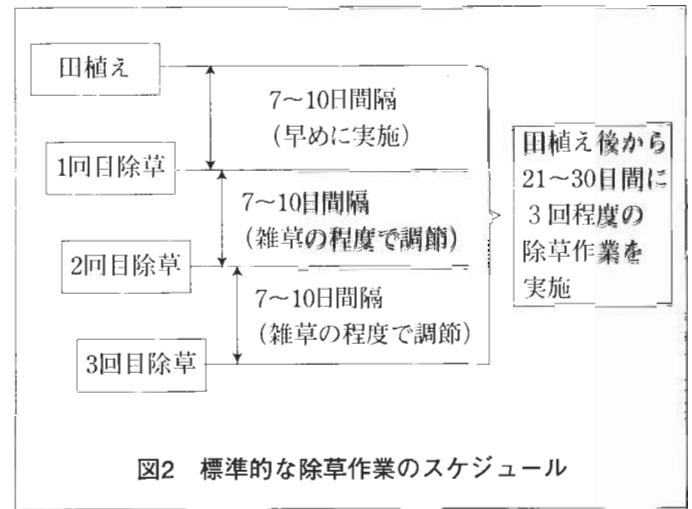 田植え
7〜10日間隔
(早めに実施)
1回目除草
7〜10日間隔
(雑草の程度で調節)
2回目除草
7〜10日間隔
(雑草の程度で調節)
3回目除草
田植え後から
21〜30日間に
3回程度の
除草作業を
実施
図2 標準的な除草作業のスケジュール